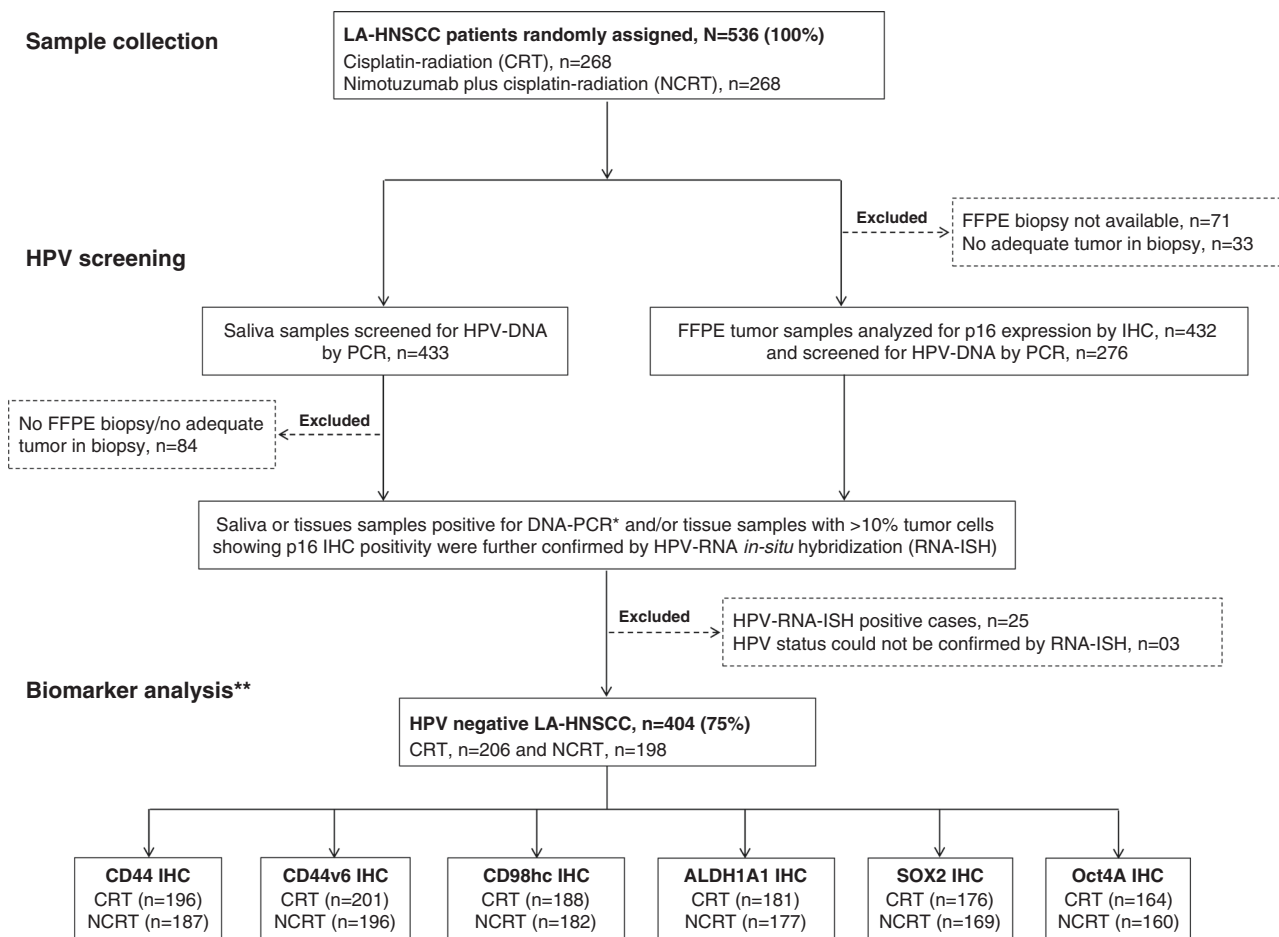 Sample collection
LA-HNSCC patients randomly assigned, N=536 (100%)
Cisplatin-radiation (CRT), n=268
Nimotuzumab plus cisplatin-radiation (NCRT), n=268
Excluded
FFPE biopsy not available, n=71
No adequate tumor in biopsy, n=33
HPV screening
Saliva samples screened for HPV-DNA
by PCR, n=433
FFPE tumor samples analyzed for p16 expression by IHC, n=432
and screened for HPV-DNA by PCR, n=276
No FFPE biopsy/no adequate
tumor in biopsy, n=84
Excluded
Saliva or tissues samples positive for DNA-PCR* and/or tissue samples with >10% tumor cells
showing p16 IHC positivity were further confirmed by HPV-RNA in-situ hybridization (RNA-ISH)
Excluded
HPV-RNA-ISH positive cases, n=25
HPV status could not be confirmed by RNA-ISH, n=03
Biomarker analysis**
HPV negative LA-HNSCC, n=404 (75%)
CRT, n=206 and NCRT, n=198
CD44 IHC
CRT (n=196)
NCRT (n=187)
CD44v6 IHC
CRT (n=201)
NCRT (n=196)
CD98hc IHC
CRT (n=188)
NCRT (n=182)
ALDH1A1 IHC
CRT (n=181)
NCRT (n=177)
SOX2 IHC
CRT (n=176)
NCRT (n=169)
Oct4A IHC
CRT (n=164)
NCRT (n=160)